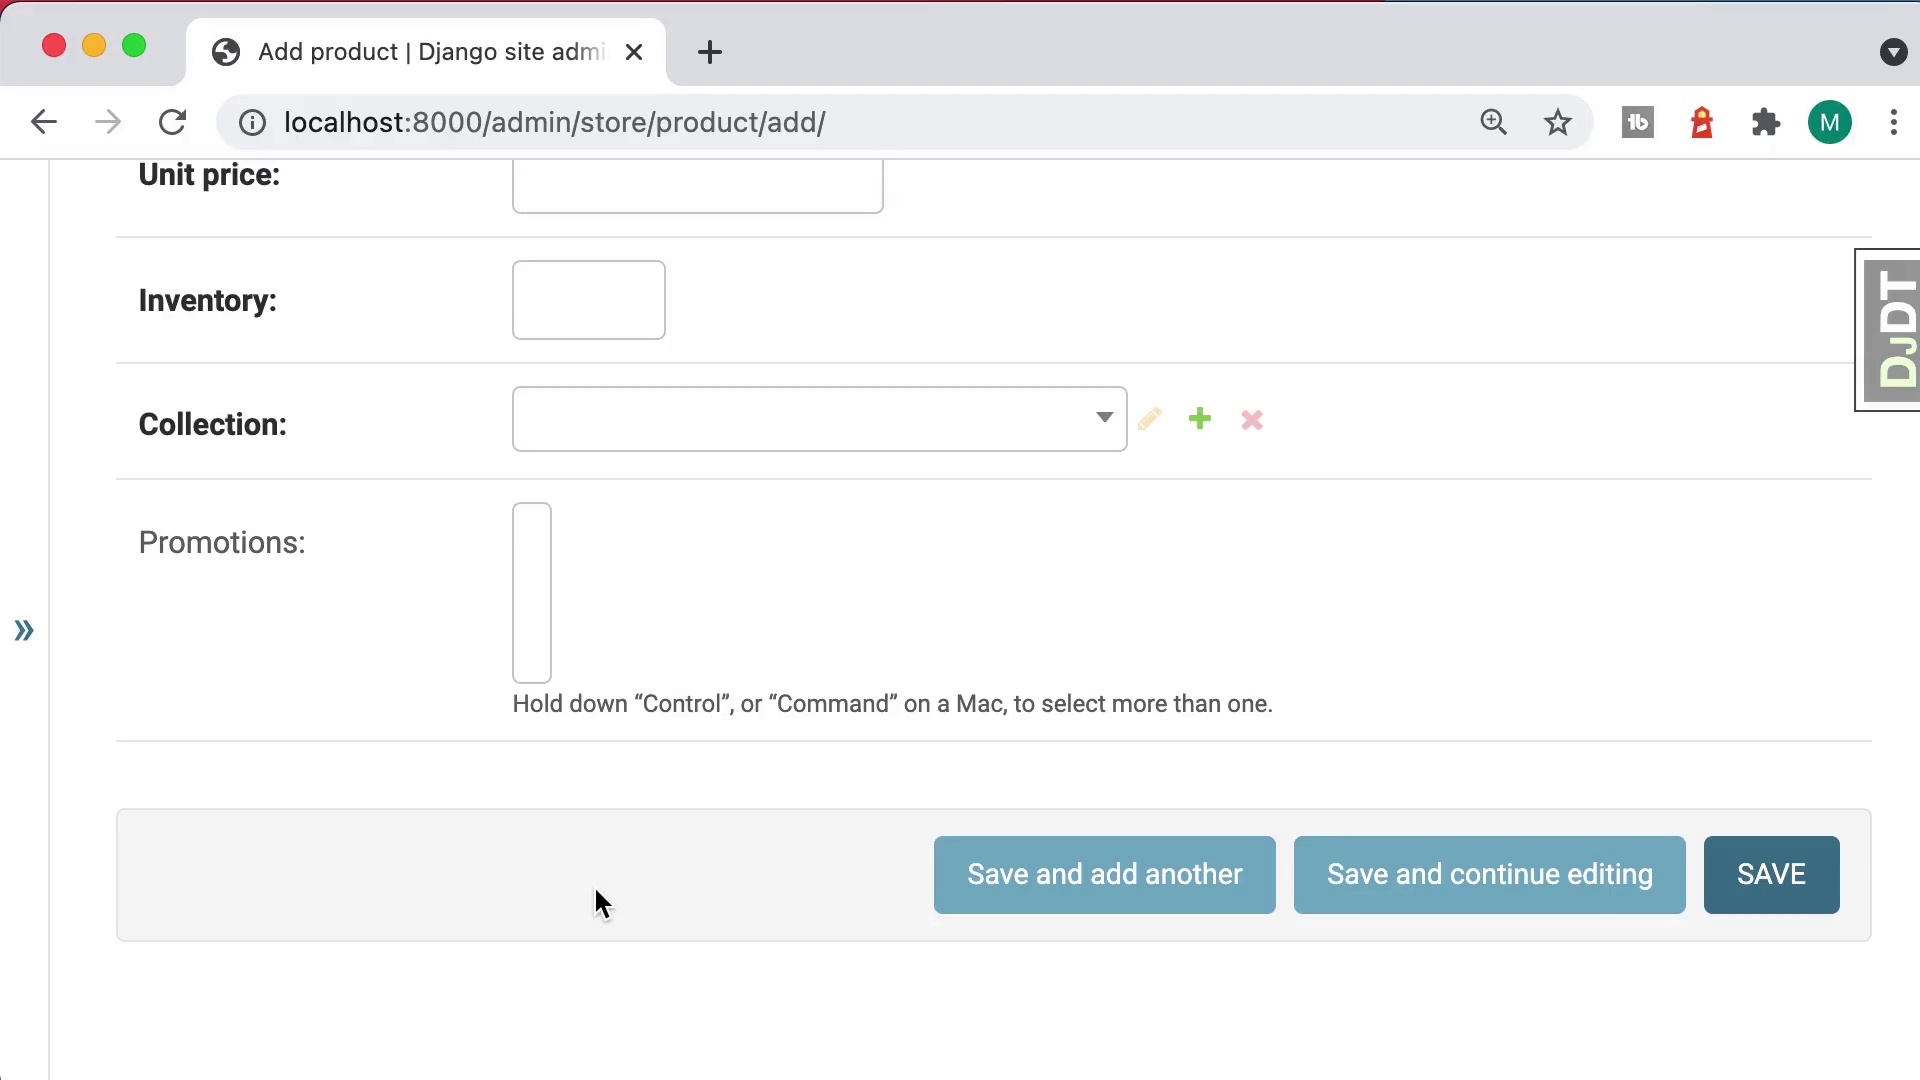 Add product | Django site admi
localhost:8000/admin/store/product/add/
M
Unit price:
Inventory:
DJDT
Collection:
Promotions:
Hold down “Control”, or “Command” on a Mac, to select more than one.
Save and add another
Save and continue editing
SAVE